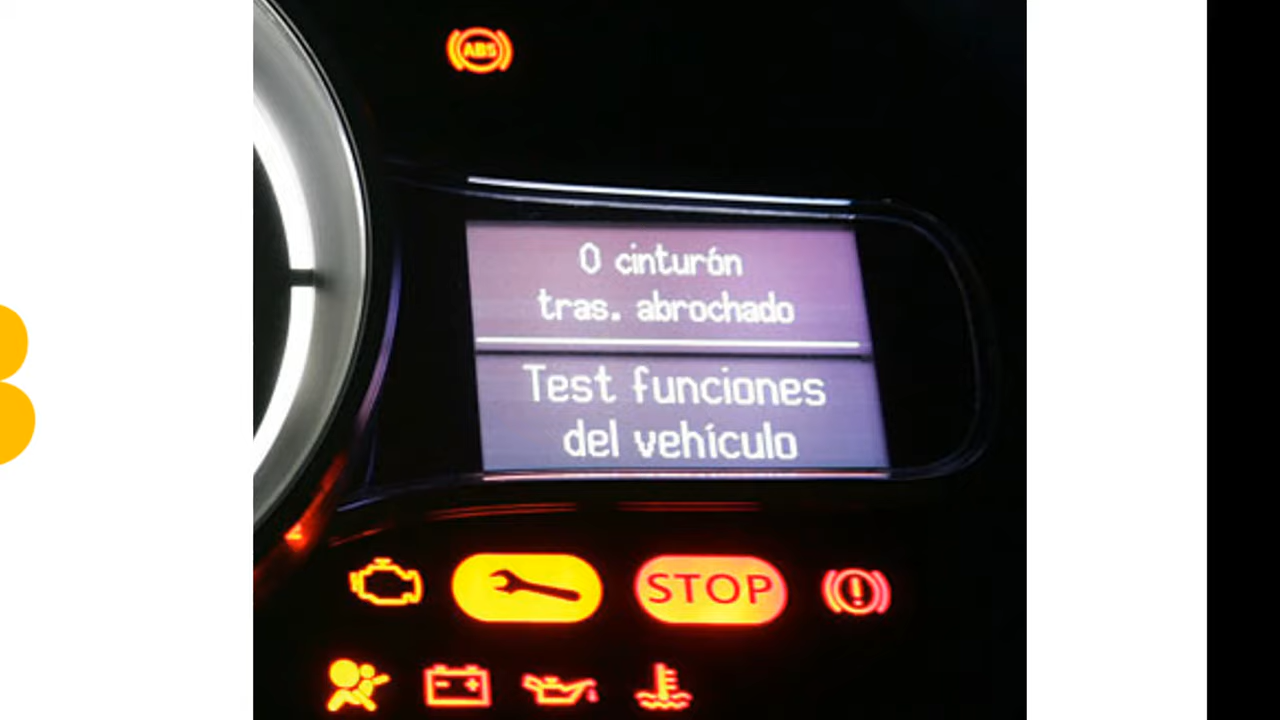 ABS
0 cinturón
tras. abrochado
Test funciones
del vehículo
STOP